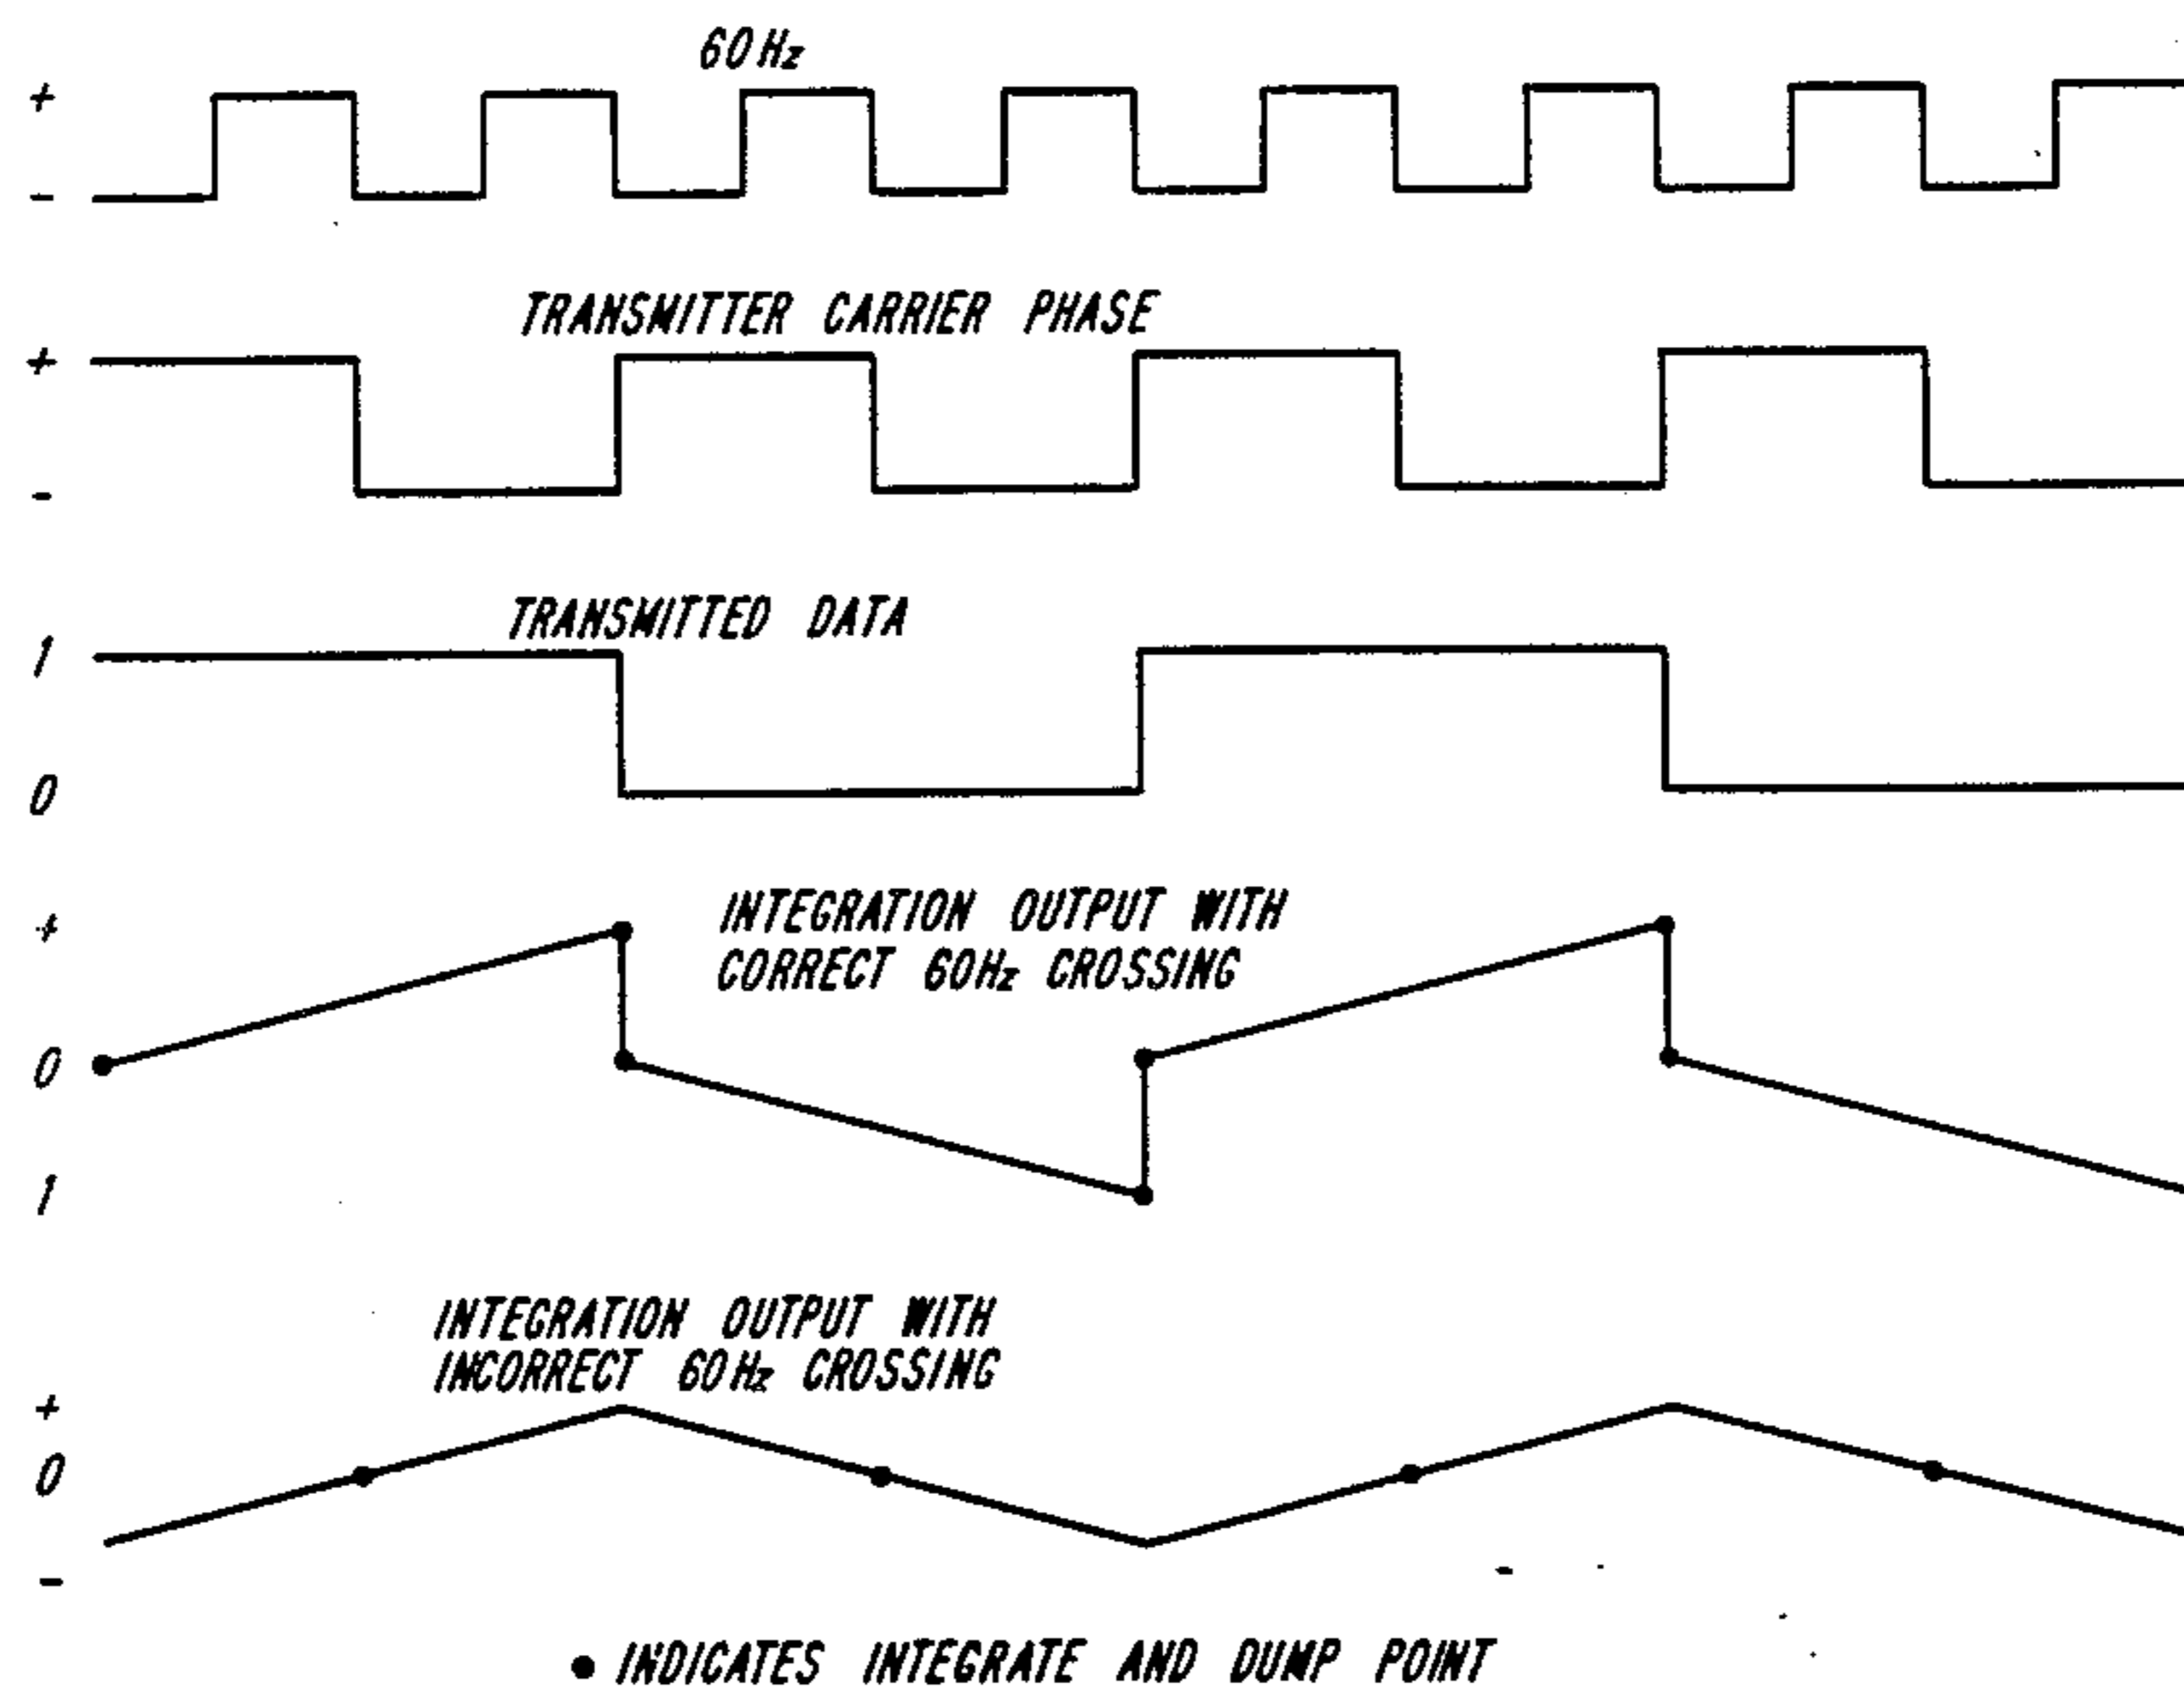 60Hz
+
-
TRANSMITTER CARRIER PHASE
+
-
TRANSMITTED DATA
1
0
INTEGRATION OUTPUT WITH
CORRECT 60Hz CROSSING
+
0
1
INTEGRATION OUTPUT WITH
INCORRECT 60Hz CROSSING
+
0
-
● INDICATES INTEGRATE AND DUMP POINT